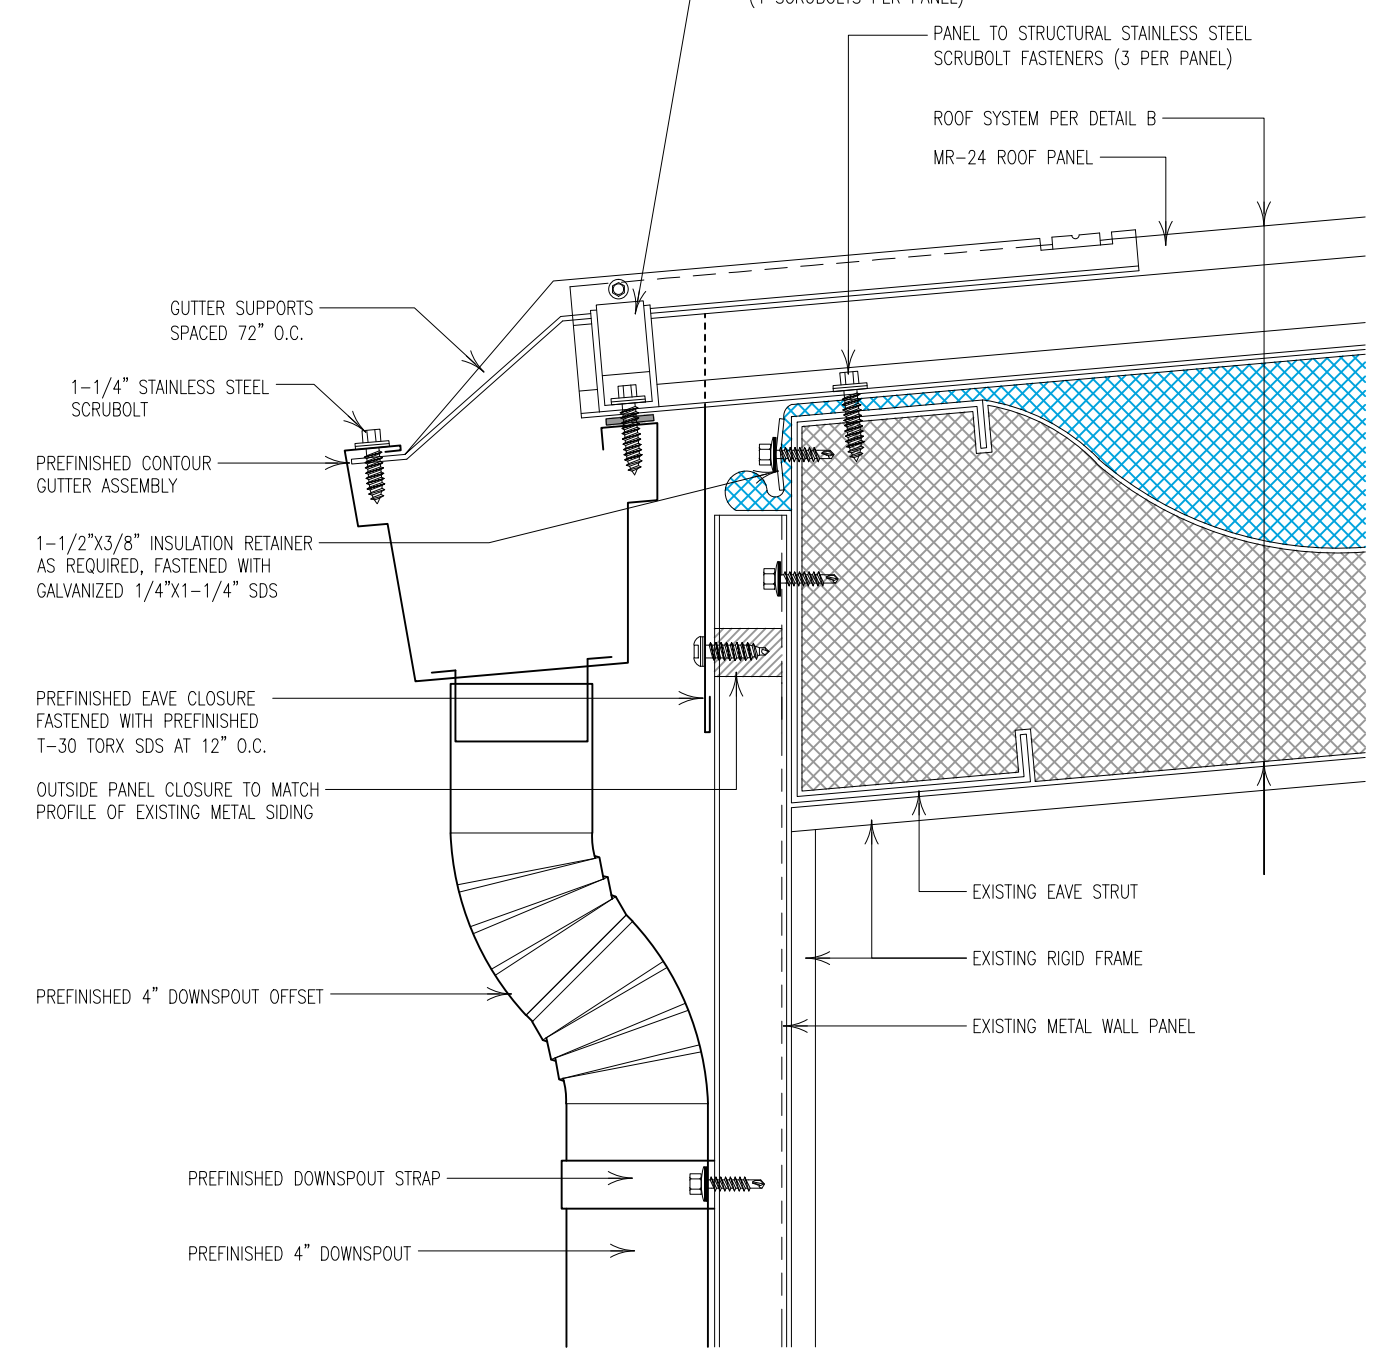 PANEL TO STRUCTURAL STAINLESS STEEL
SCRUBOLT FASTENERS (3 PER PANEL)
ROOF SYSTEM PER DETAIL B
MR-24 ROOF PANEL
GUTTER SUPPORTS
SPACED 72" O.C.
1-1/4" STAINLESS STEEL
SCRUBOLT
PREFINISHED CONTOUR
GUTTER ASSEMBLY
1-1/2"X3/8" INSULATION RETAINER
AS REQUIRED, FASTENED WITH
GALVANIZED 1/4"X1-1/4" SDS
PREFINISHED EAVE CLOSURE
FASTENED WITH PREFINISHED
T-30 TORX SDS AT 12" O.C.
OUTSIDE PANEL CLOSURE TO MATCH
PROFILE OF EXISTING METAL SIDING
EXISTING EAVE STRUT
EXISTING RIGID FRAME
PREFINISHED 4" DOWNSPOUT OFFSET
EXISTING METAL WALL PANEL
PREFINISHED DOWNSPOUT STRAP
PREFINISHED 4" DOWNSPOUT